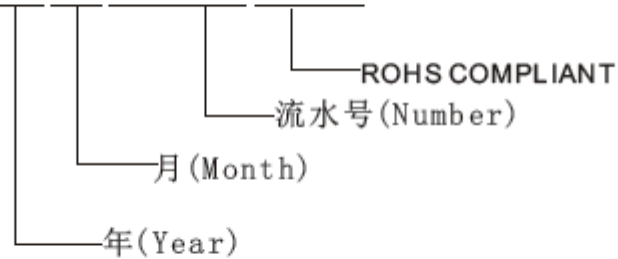 ROHS COMPLIANT
流水号(Number)
月(Month)
年(Year)